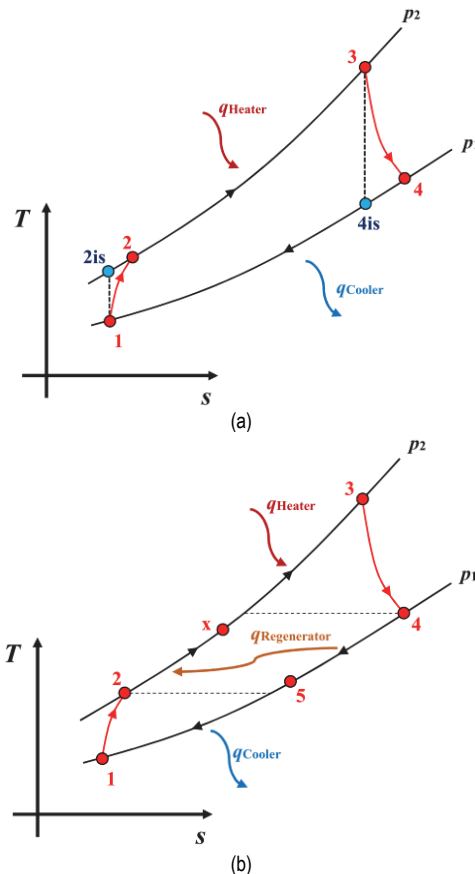 p2
3
qHeater
p1
T
4
2
2is
4is
qCooler
1
s
(a)
p2
3
qHeater
p1
x
4
T
qRegenerator
2
5
1
qCooler
s
(b)